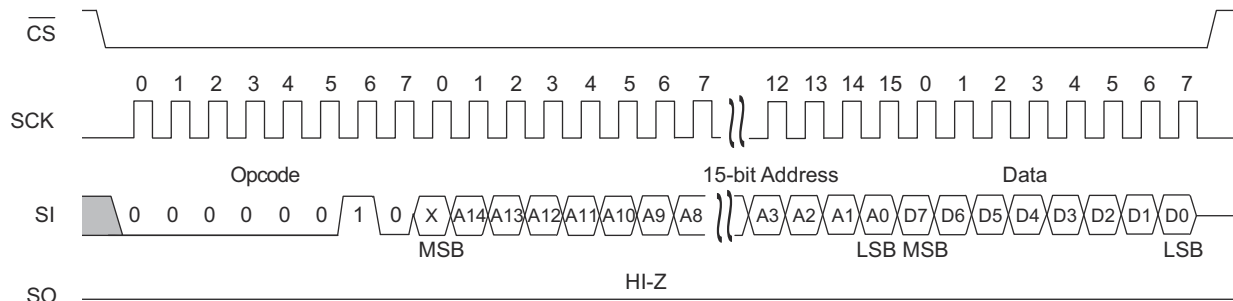 CS
0 1 2 3 4 5 6 7 0 1 2 3 4 5 6 7 12 13 14 15 0 1 2 3 4 5 6 7
SCK
Opcode 15-bit Address Data
SI 0 0 0 0 0 0 1 0 X A14 A13 A12 A11 A10 A9 A8 A3 A2 A1 A0 D7 D6 D5 D4 D3 D2 D1 D0
MSB LSB MSB LSB
HI-Z
SO